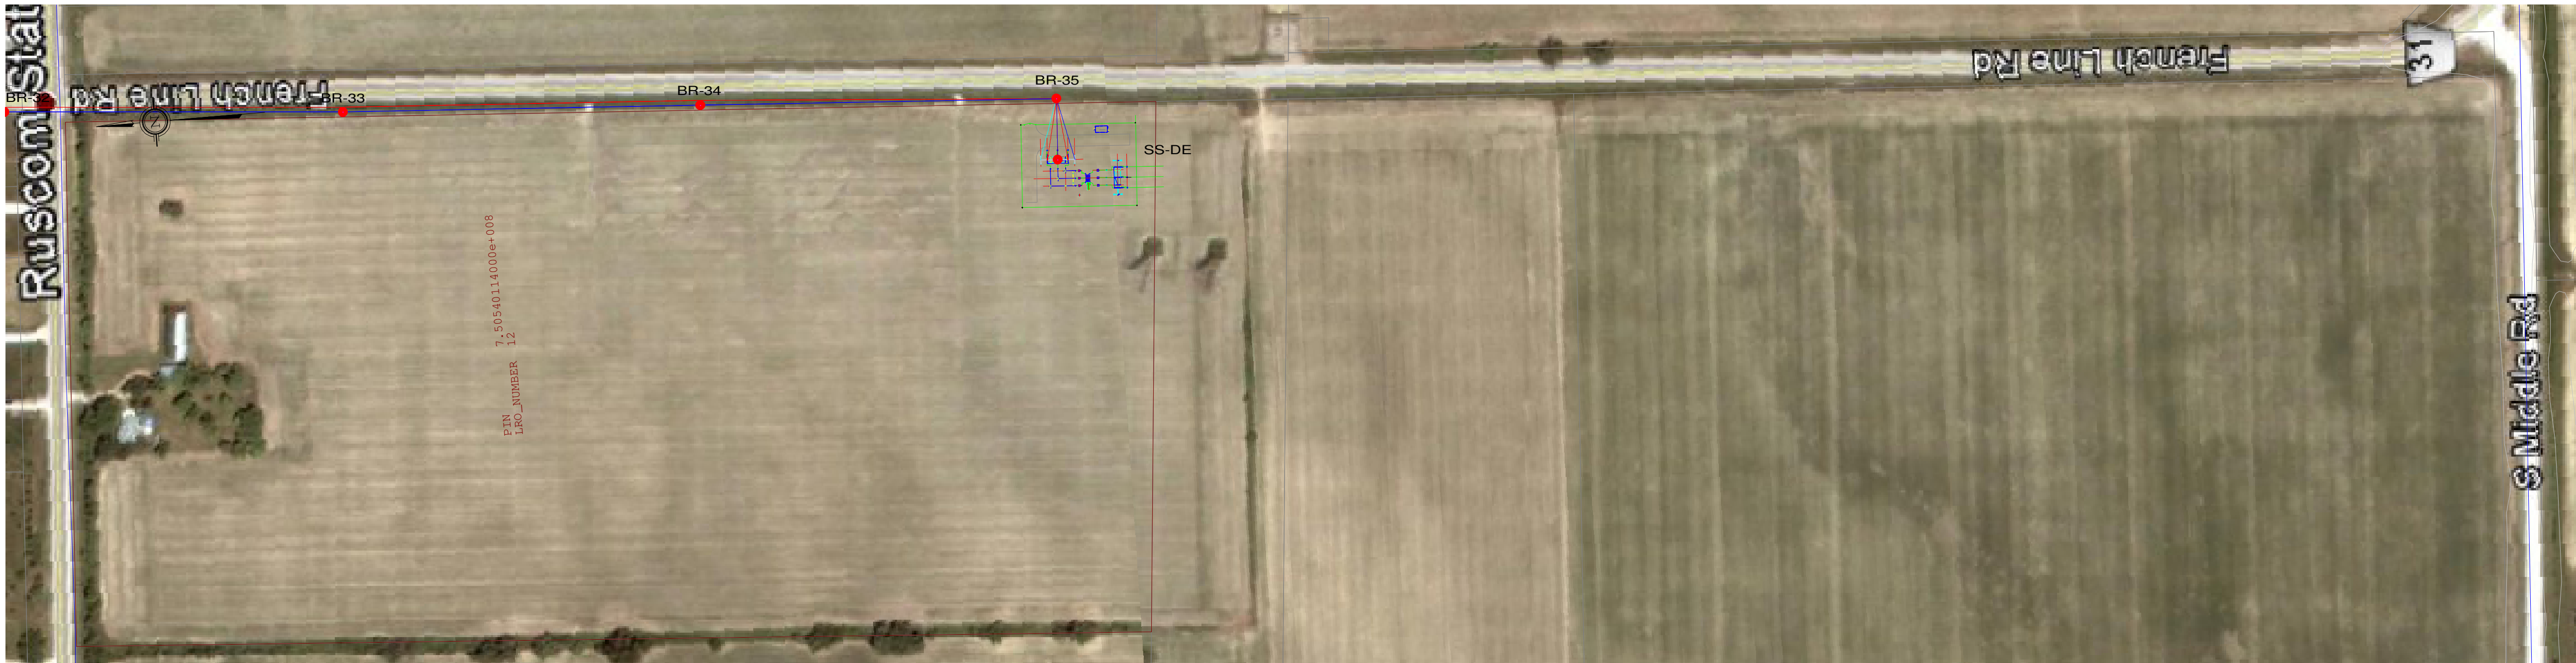 Ruscom Stat
French Line Rd
BR-33
BR-34
BR-35
SS-DE
French Line Rd
31
S Middle Rd
PIN 7.50540114000e+008
LRO_NUMBER 12
N